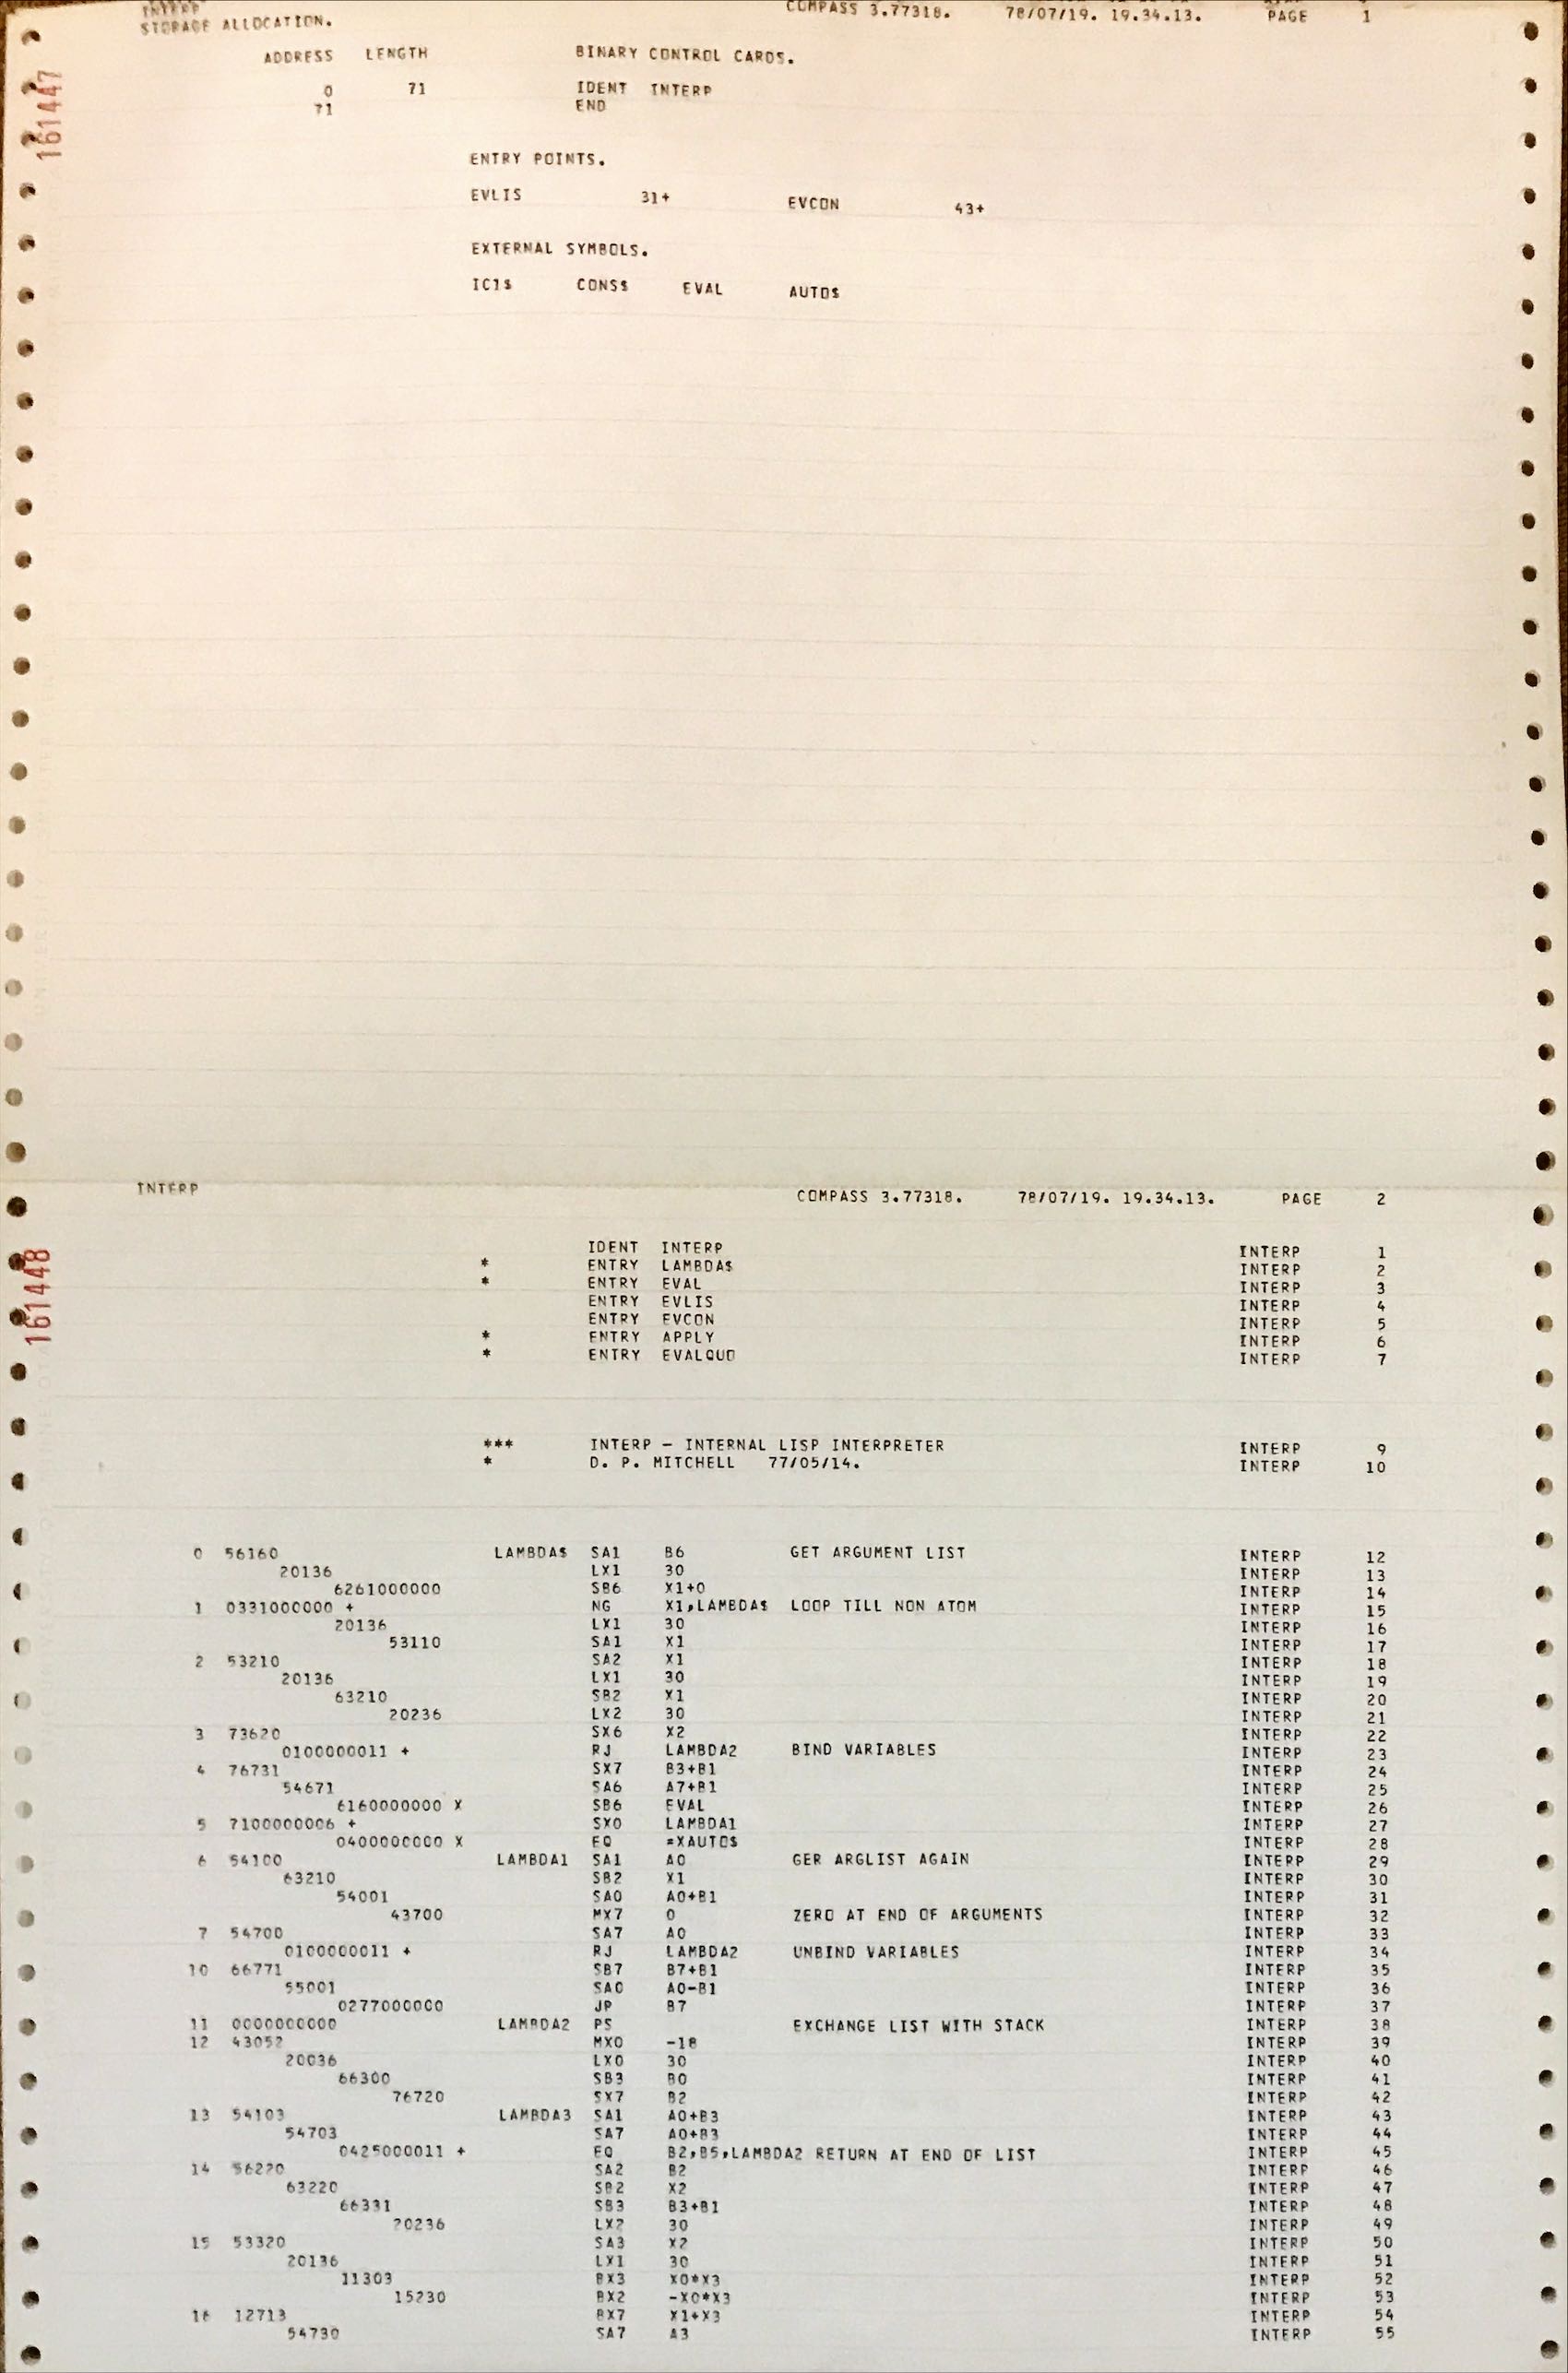 INTERP COMPASS 3.77318. 78/07/19. 19.34.13. PAGE 1
STORAGE ALLOCATION.
ADDRESS LENGTH BINARY CONTROL CARDS.
0 71 IDENT INTERP
71 END
161447
ENTRY POINTS.
EVLIS 31+ EVCON 43+
EXTERNAL SYMBOLS.
IC1$ CONS$ EVAL AUTO$
INTERP COMPASS 3.77318. 78/07/19. 19.34.13. PAGE 2
161448
IDENT INTERP INTERP 1
* ENTRY LAMBDA$ INTERP 2
* ENTRY EVAL INTERP 3
ENTRY EVLIS INTERP 4
ENTRY EVCON INTERP 5
* ENTRY APPLY INTERP 6
* ENTRY EVALQUO INTERP 7
*** INTERP - INTERNAL LISP INTERPRETER INTERP 9
* D. P. MITCHELL 77/05/14. INTERP 10
0 56160 LAMBDA$ SA1 B6 GET ARGUMENT LIST INTERP 12
20136 LX1 30 INTERP 13
6261000000 SB6 X1+0 INTERP 14
1 0331000000 + NG X1,LAMBDA$ LOOP TILL NON ATOM INTERP 15
20136 LX1 30 INTERP 16
53110 SA1 X1 INTERP 17
2 53210 SA2 X1 INTERP 18
20136 LX1 30 INTERP 19
63210 SB2 X1 INTERP 20
20236 LX2 30 INTERP 21
3 73620 SX6 X2 INTERP 22
0100000011 + RJ LAMBDA2 BIND VARIABLES INTERP 23
4 76731 SX7 B3+B1 INTERP 24
54671 SA6 A7+B1 INTERP 25
6160000000 X SB6 EVAL INTERP 26
5 7100000006 + SX0 LAMBDA1 INTERP 27
0400000000 X EQ =XAUTO$ INTERP 28
6 54100 LAMBDA1 SA1 A0 GER ARGLIST AGAIN INTERP 29
63210 SB2 X1 INTERP 30
54001 SA0 A0+B1 INTERP 31
43700 MX7 0 ZERO AT END OF ARGUMENTS INTERP 32
7 54700 SA7 A0 INTERP 33
0100000011 + RJ LAMBDA2 UNBIND VARIABLES INTERP 34
10 66771 SB7 B7+B1 INTERP 35
55001 SA0 A0-B1 INTERP 36
0277000000 JP B7 INTERP 37
11 0000000000 LAMBDA2 PS EXCHANGE LIST WITH STACK INTERP 38
12 43052 MX0 -18 INTERP 39
20036 LX0 30 INTERP 40
66300 SB3 B0 INTERP 41
76720 SX7 B2 INTERP 42
13 54103 LAMBDA3 SA1 A0+B3 INTERP 43
54703 SA7 A0+B3 INTERP 44
0425000011 + EQ B2,B5,LAMBDA2 RETURN AT END OF LIST INTERP 45
14 56220 SA2 B2 INTERP 46
63220 SB2 X2 INTERP 47
66331 SB3 B3+B1 INTERP 48
20236 LX2 30 INTERP 49
15 53320 SA3 X2 INTERP 50
20136 LX1 30 INTERP 51
11303 BX3 X0*X3 INTERP 52
15230 BX2 -X0*X3 INTERP 53
16 12713 BX7 X1+X3 INTERP 54
54730 SA7 A3 INTERP 55